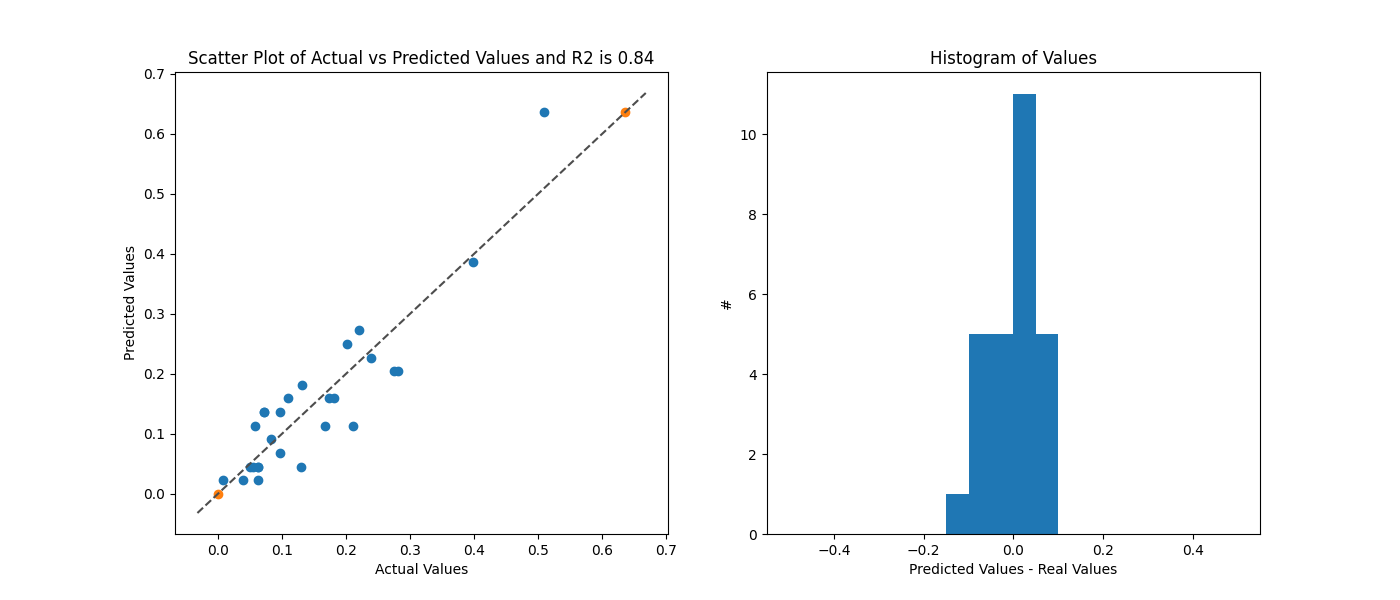 Scatter Plot of Actual vs Predicted Values and R2 is 0.84
0.7
0.6
0.5
0.4
0.3
0.2
0.1
0.0
Predicted Values
0.0 0.1 0.2 0.3 0.4 0.5 0.6 0.7
Actual Values
Histogram of Values
10
8
6
4
2
0
#
−0.4 −0.2 0.0 0.2 0.4
Predicted Values - Real Values